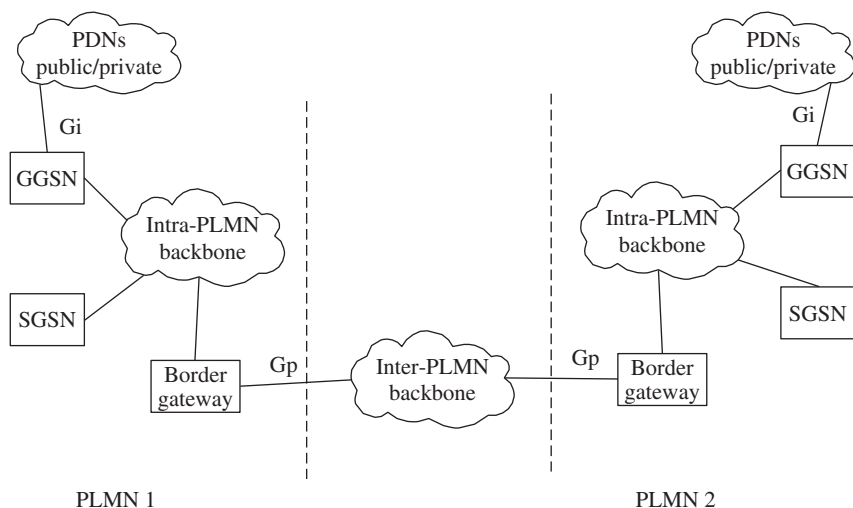 PDNs
public/private
Gi
GGSN
Intra-PLMN
backbone
SGSN
Border
gateway
Gp
PLMN 1
Inter-PLMN
backbone
PDNs
public/private
Gi
GGSN
Intra-PLMN
backbone
SGSN
Gp
Border
gateway
PLMN 2